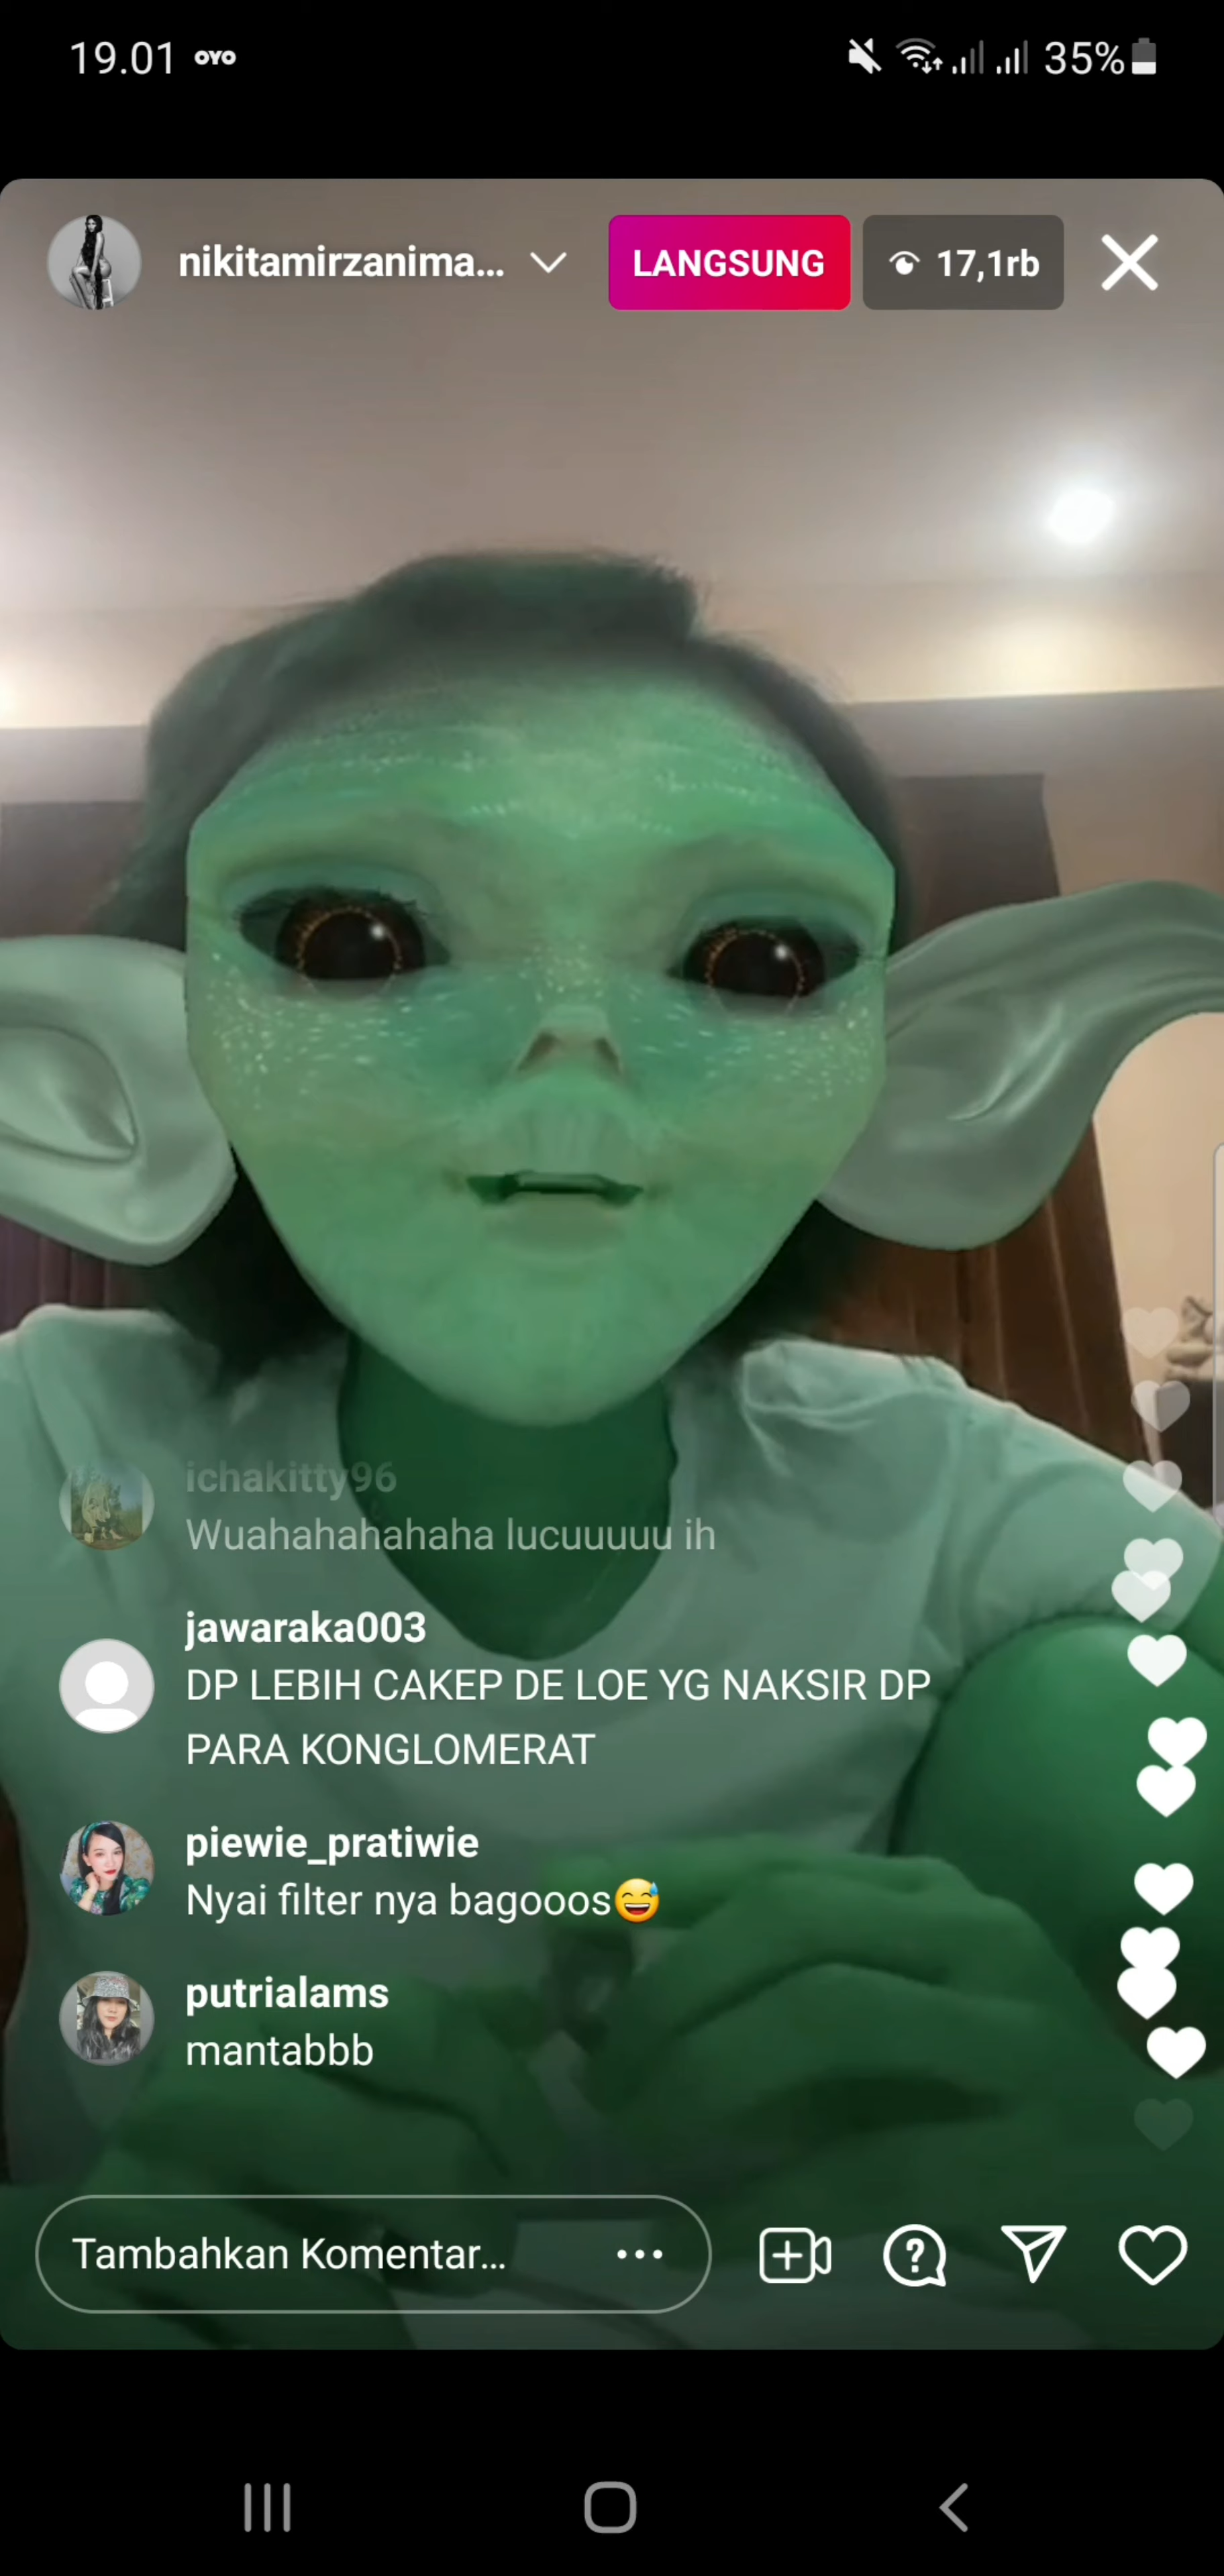 19.01 OYO 35%
nikitamirzanima... LANGSUNG 17,1rb
ichakitty96
Wuahahahahaha lucuuuuu ih
jawaraka003
DP LEBIH CAKEP DE LOE YG NAKSIR DP
PARA KONGLOMERAT
piewie_pratiwie
Nyai filter nya bagooos😅
putrialams
mantabbb
Tambahkan Komentar...